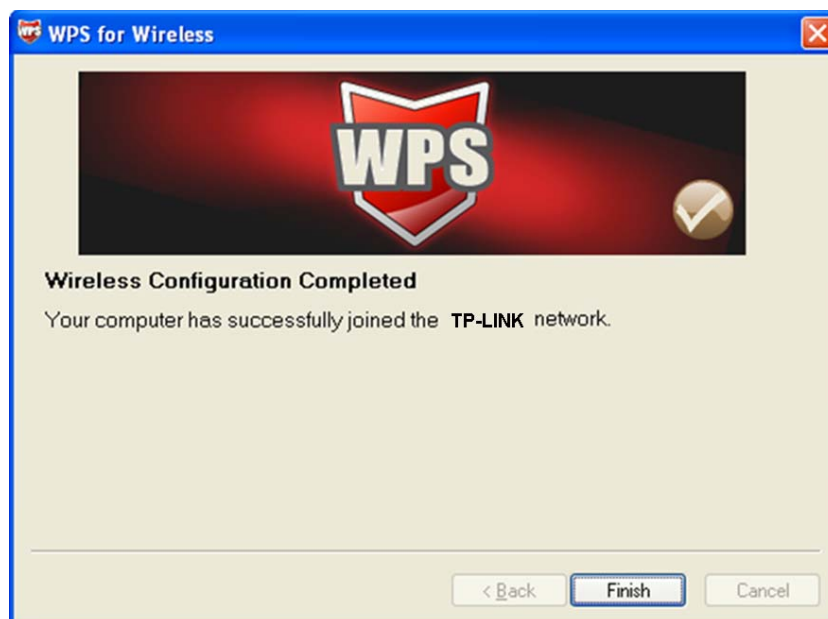 WPS for Wireless
WPS
Wireless Configuration Completed
Your computer has successfully joined the TP-LINK network.
< Back Finish Cancel